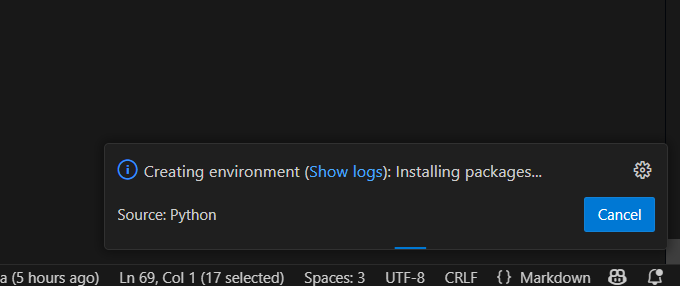 Creating environment (Show logs): Installing packages...
Source: Python
Cancel
a (5 hours ago) Ln 69, Col 1 (17 selected) Spaces: 3 UTF-8 CRLF {} Markdown